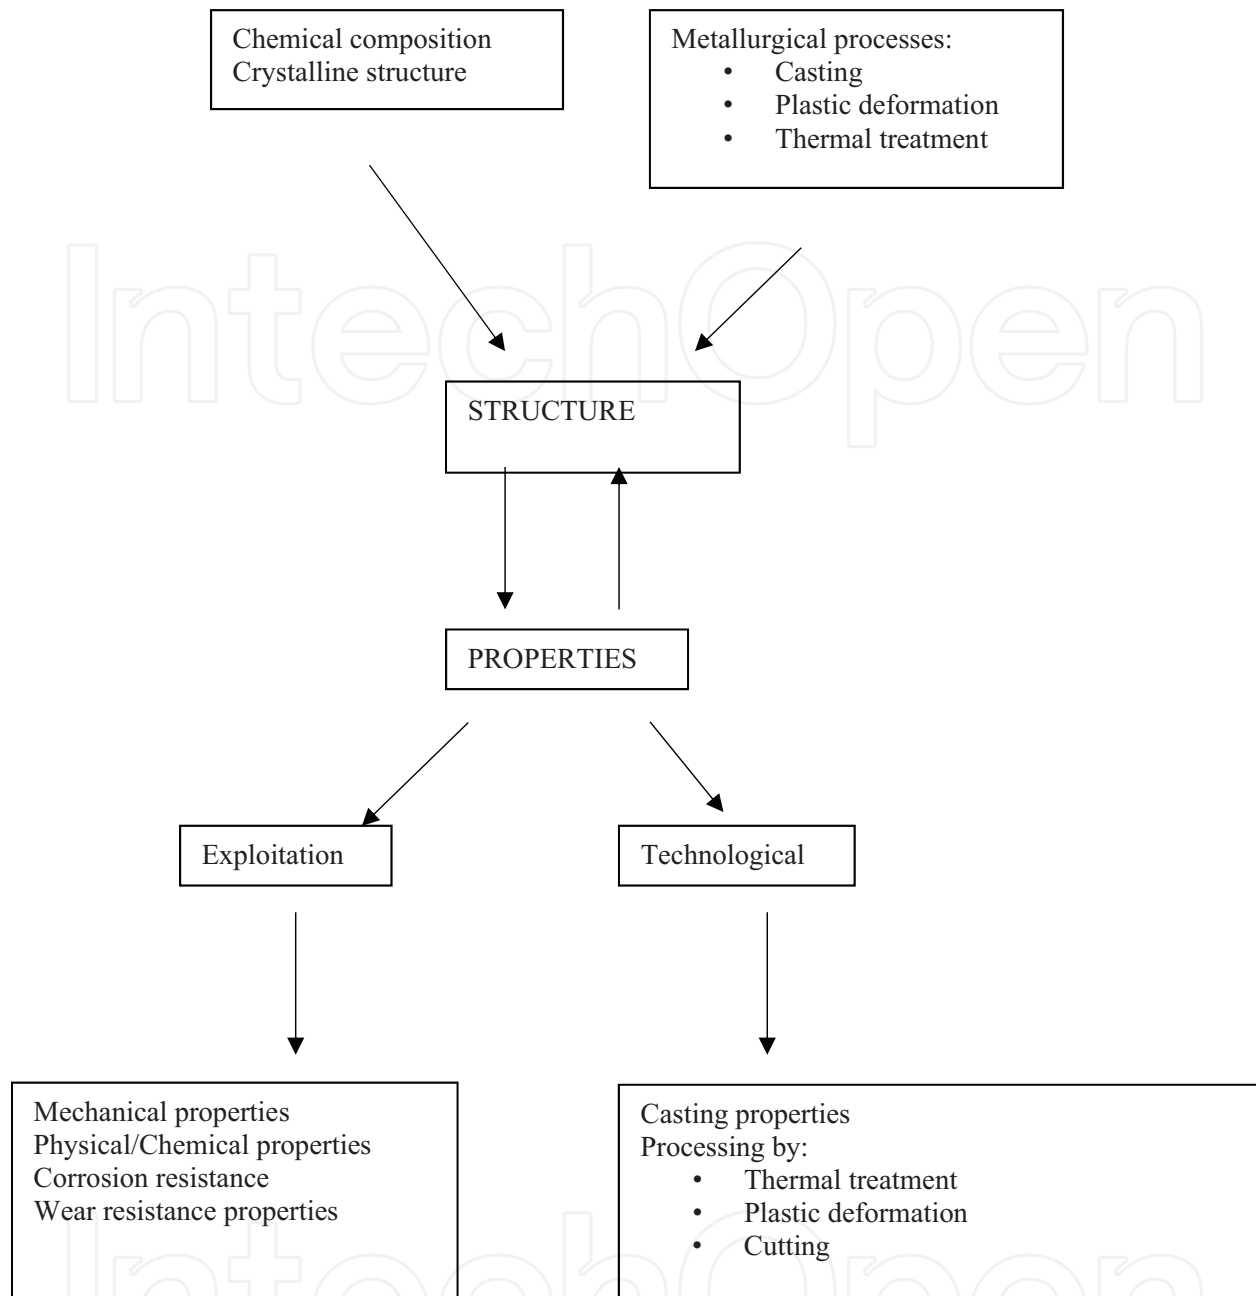 Chemical composition
Crystalline structure
Metallurgical processes:
• Casting
• Plastic deformation
• Thermal treatment
IntechOpen
STRUCTURE
PROPERTIES
Exploitation
Technological
Mechanical properties
Physical/Chemical properties
Corrosion resistance
Wear resistance properties
Casting properties
Processing by:
• Thermal treatment
• Plastic deformation
• Cutting
IntechOpen